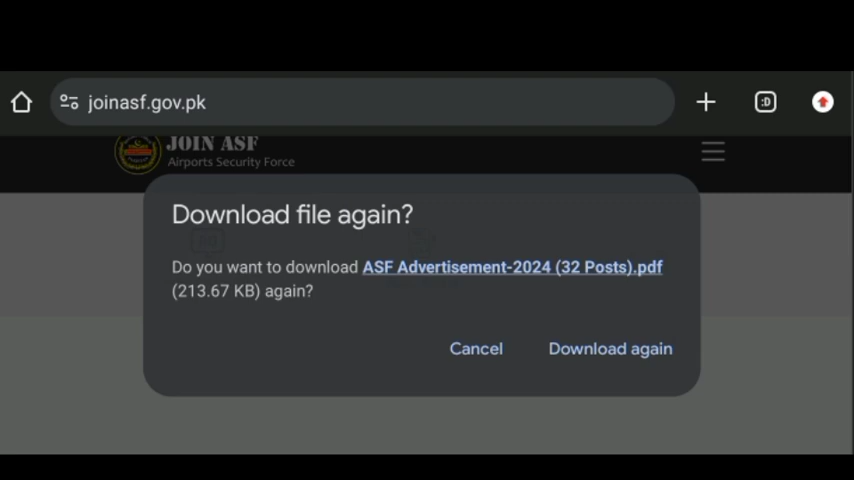 joinasf.gov.pk
:D
JOIN ASF
Airports Security Force
Download file again?
Do you want to download ASF Advertisement-2024 (32 Posts).pdf
(213.67 KB) again?
Cancel
Download again